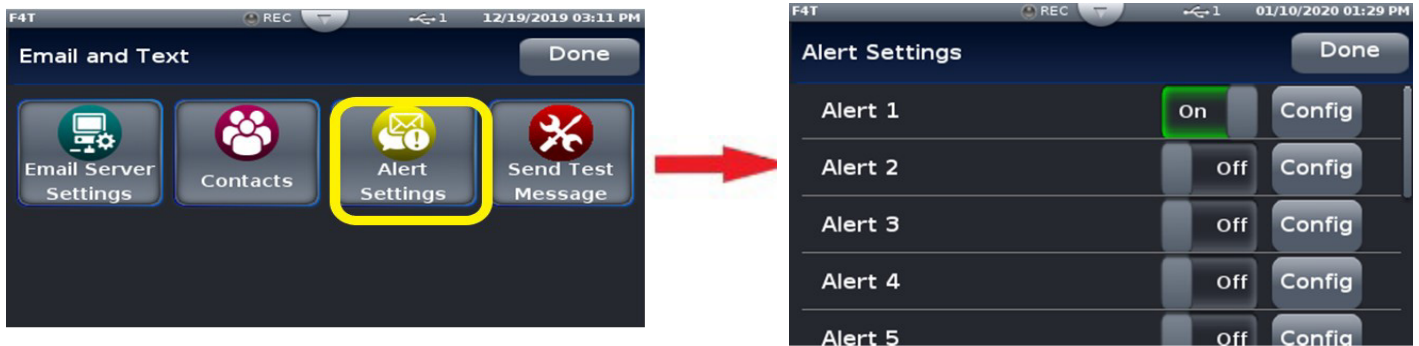 F4T REC 1 12/19/2019 03:11 PM
Email and Text Done
Email Server Settings
Contacts
Alert Settings
Send Test Message
F4T REC 1 01/10/2020 01:29 PM
Alert Settings Done
Alert 1 On Config
Alert 2 Off Config
Alert 3 Off Config
Alert 4 Off Config
Alert 5 Off Config